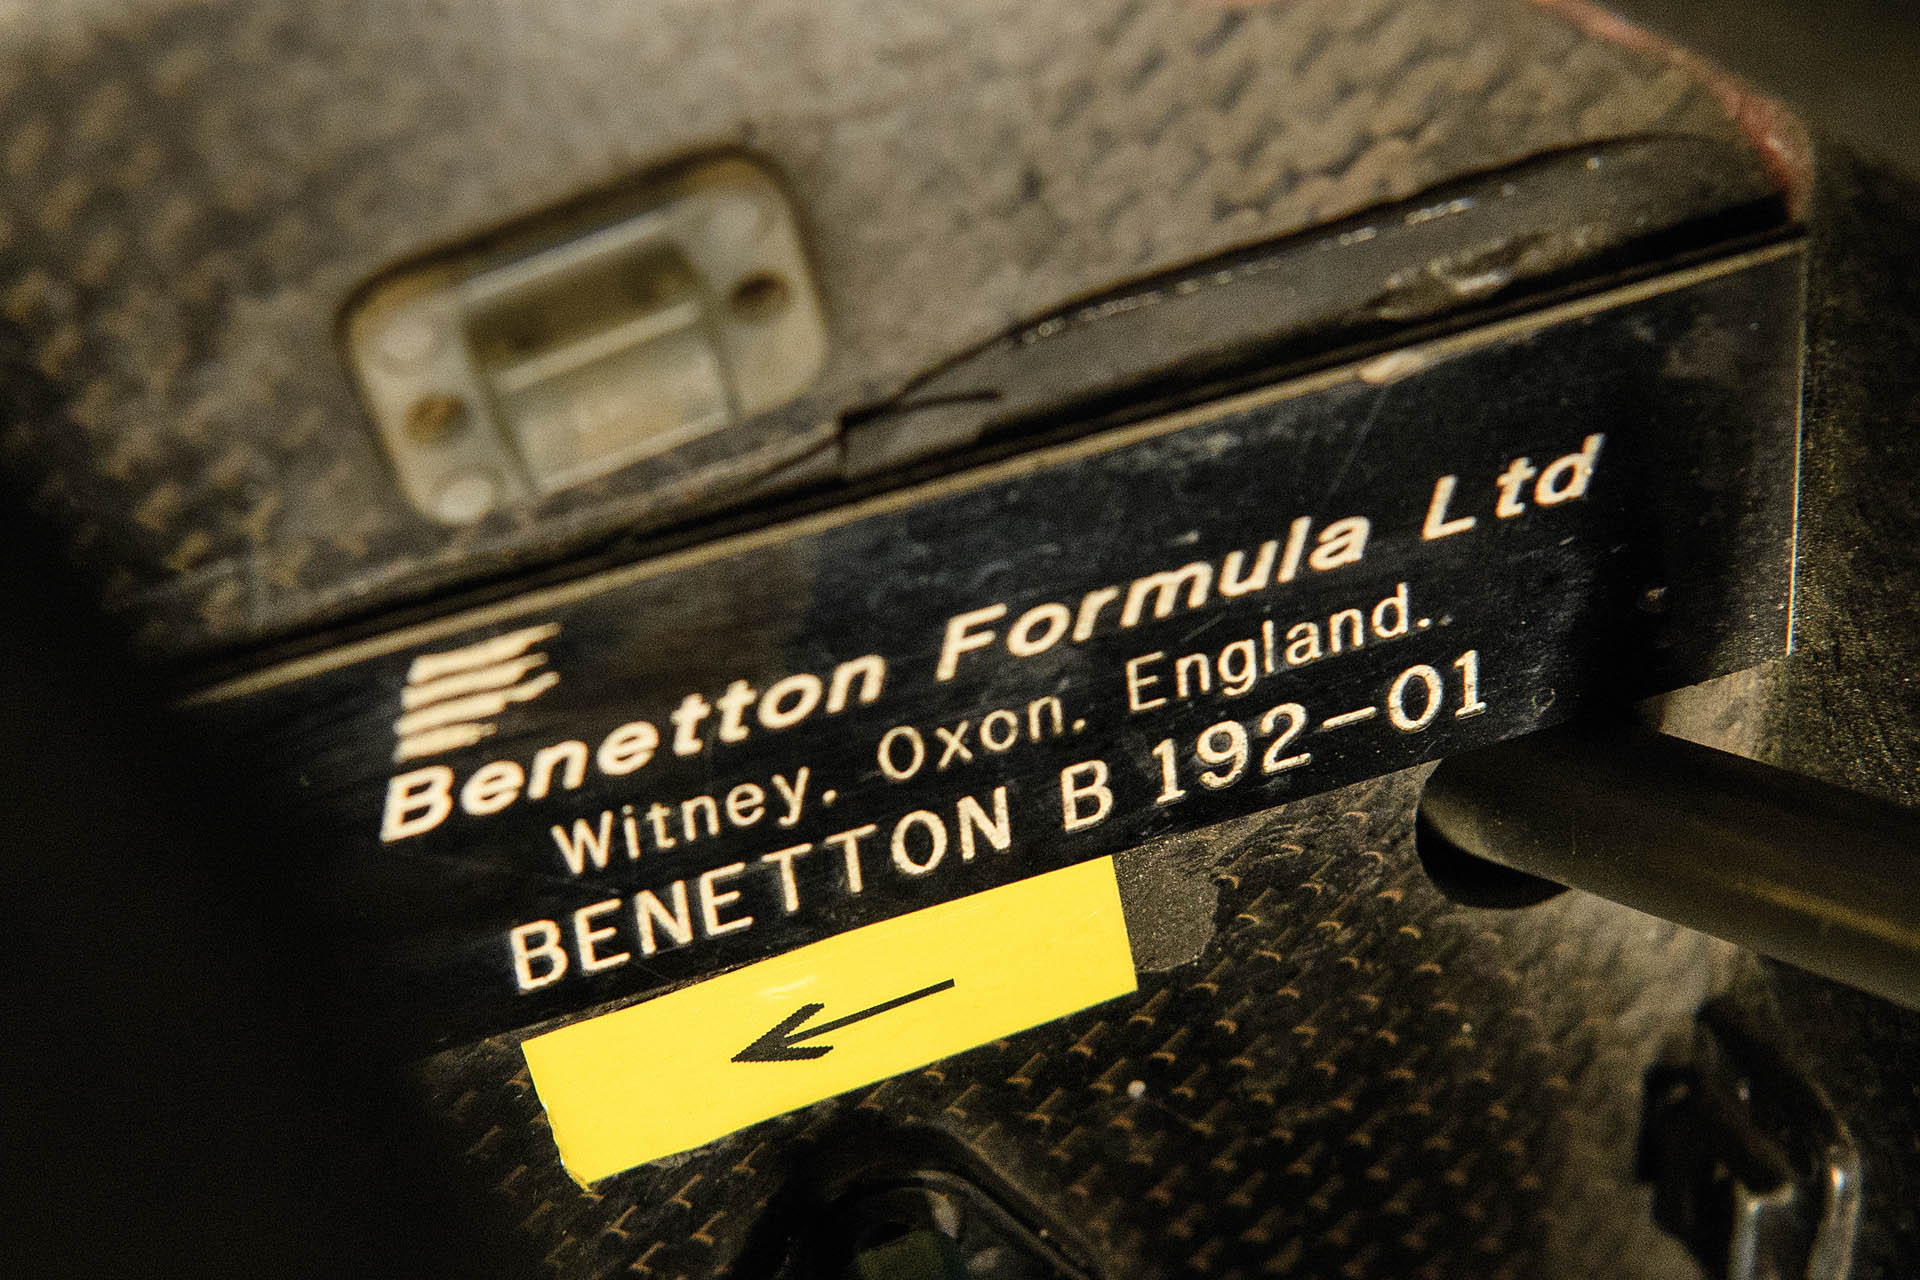 Benetton Formula Ltd
Witney. Oxon. England..
BENETTON B 192-01